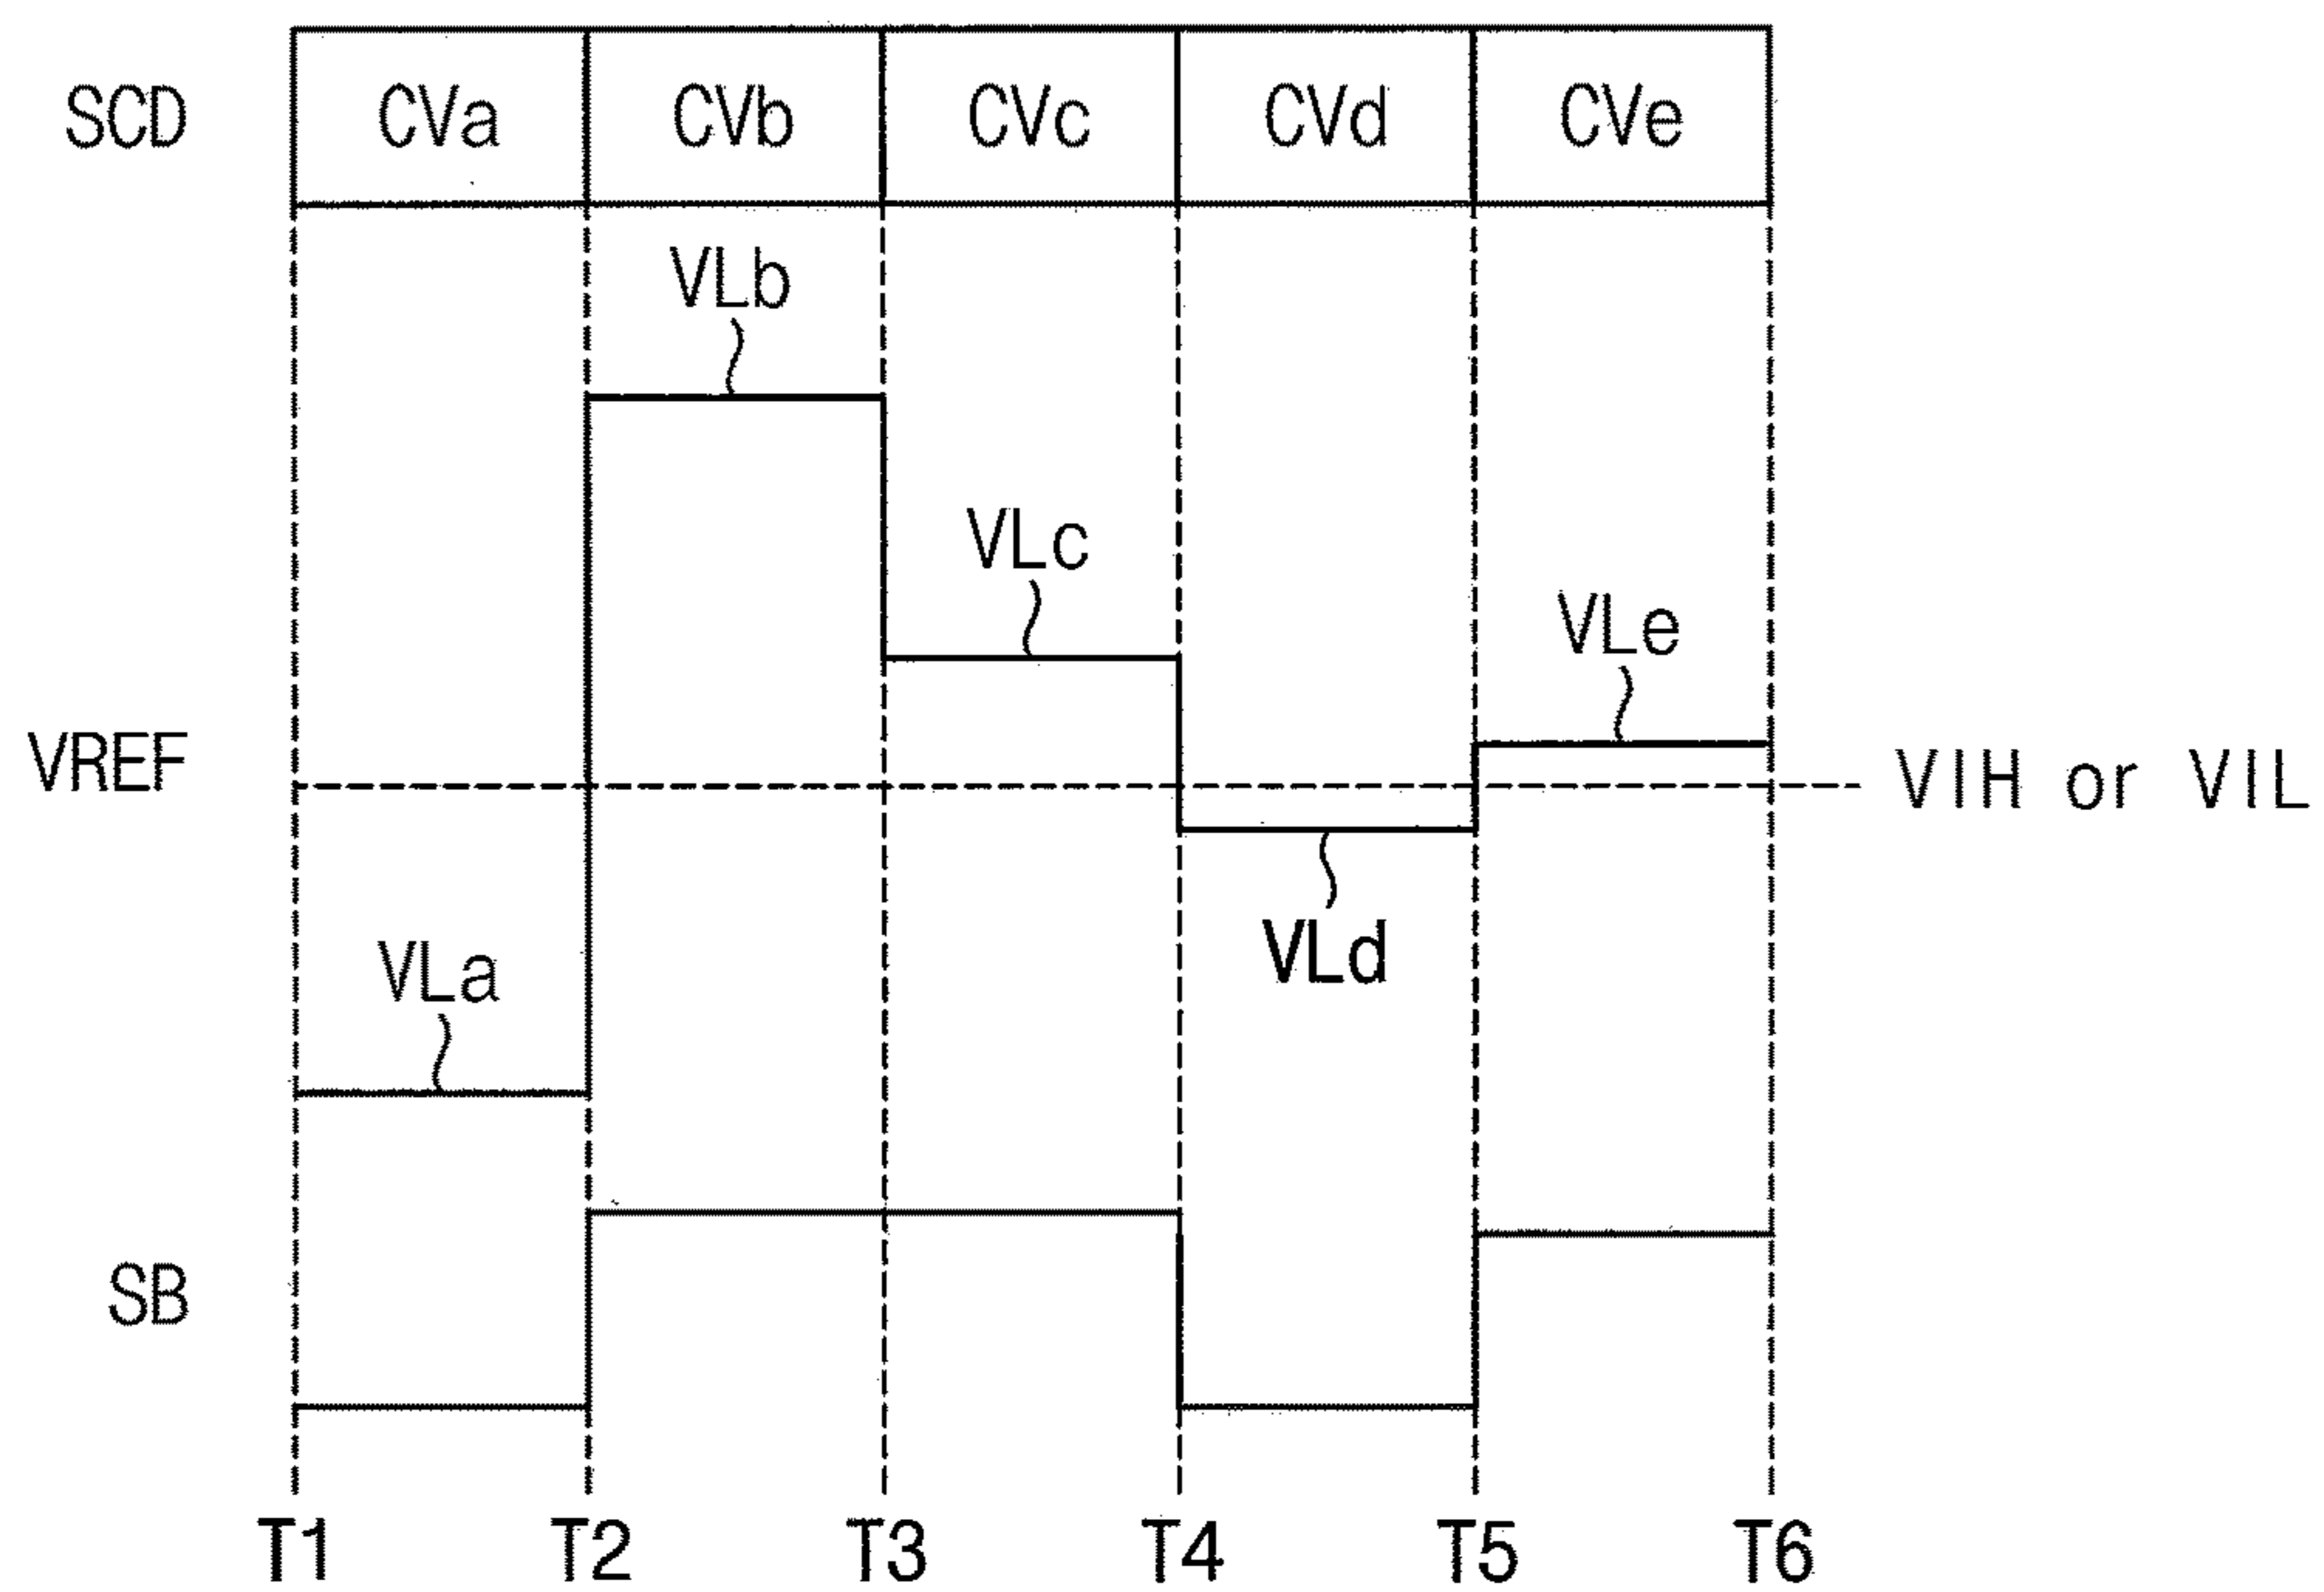 SCD CVa CVb CVc CVd CVe
VLb
VLc
VLe
VREF VIH or VIL
VLa
VLd
SB
T1 T2 T3 T4 T5 T6